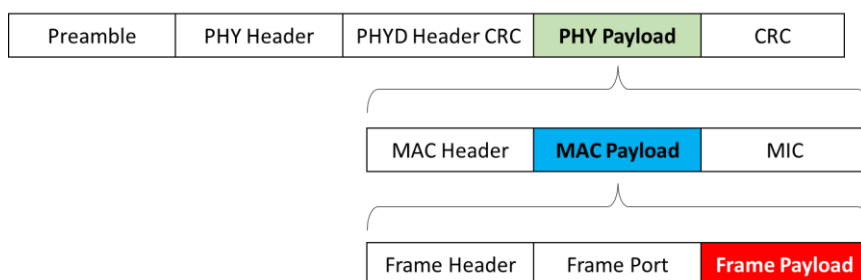 Preamble PHY Header PHYD Header CRC PHY Payload CRC
MAC Header MAC Payload MIC
Frame Header Frame Port Frame Payload